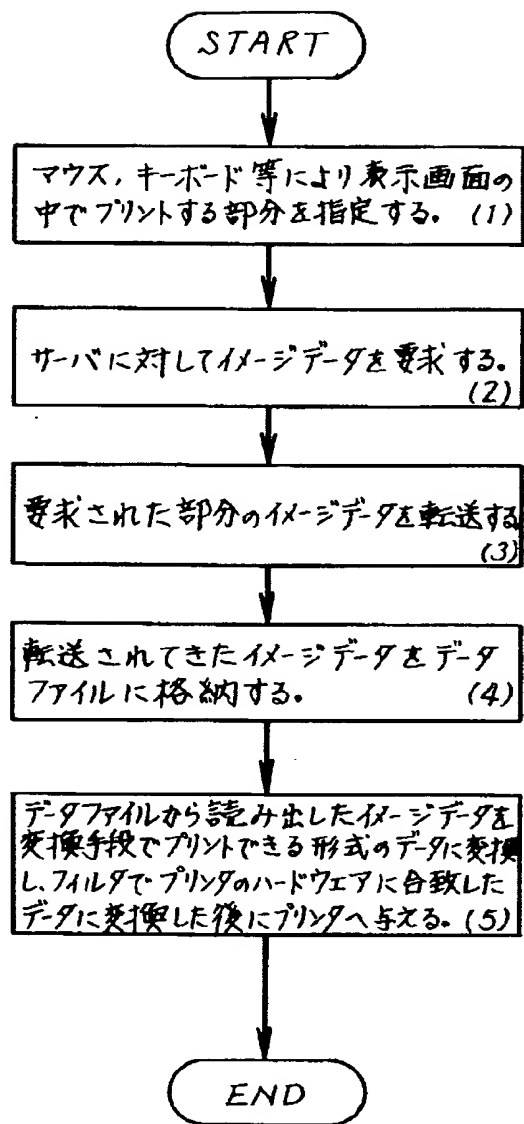 START
マウス,キーボード等により表示画面の
中でプリントする部分を指定する。(1)
サーバに対してイメージデータを要求する。
(2)
要求された部分のイメージデータを転送する
(3)
転送されてきたイメージデータをデータ
ファイルに格納する。(4)
データファイルから読み出したイメージデータを
変換手段でプリントできる形式のデータに変換
し、フィルタでプリンタのハードウェアに合致した
データに変換した後にプリンタへ与える。(5)
END